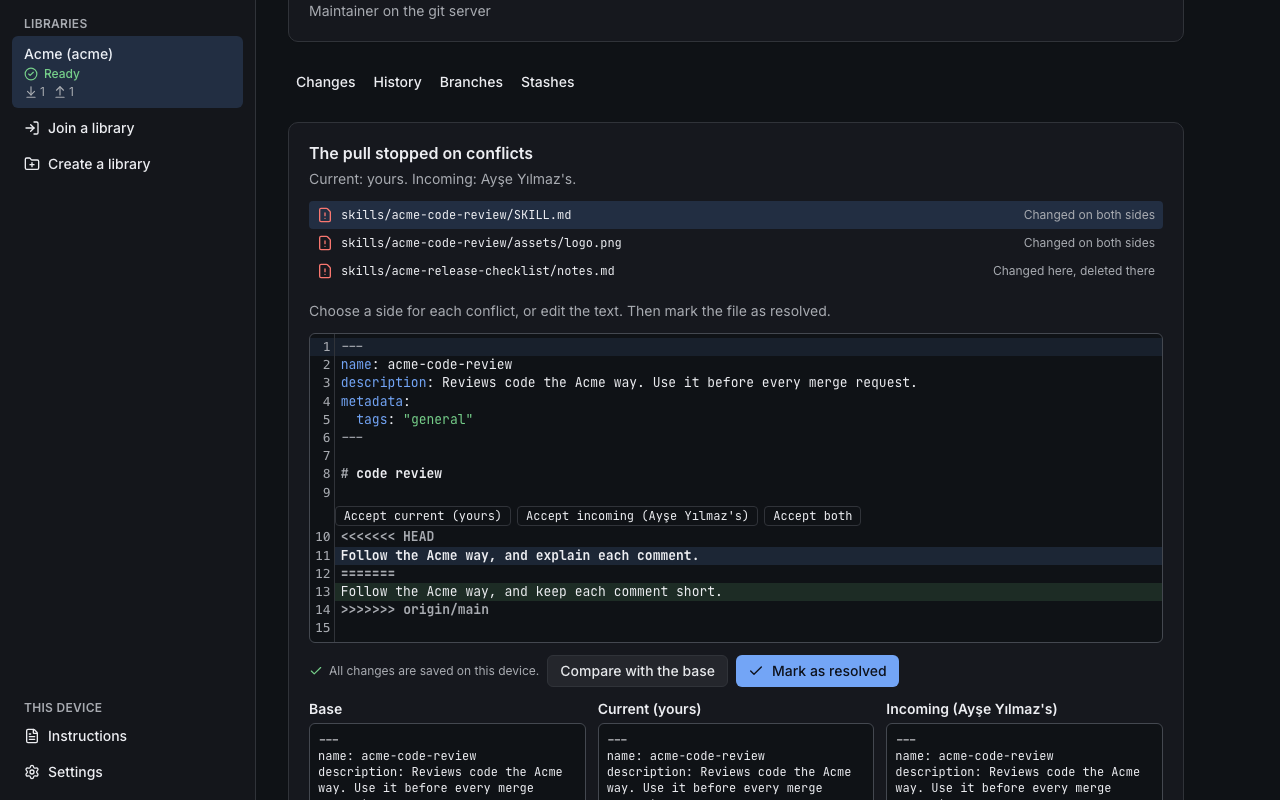 LIBRARIES
Acme (acme)
Ready
1 1
Join a library
Create a library
THIS DEVICE
Instructions
Settings
Maintainer on the git server
Changes History Branches Stashes
The pull stopped on conflicts
Current: yours. Incoming: Ayşe Yılmaz's.
skills/acme-code-review/SKILL.md Changed on both sides
skills/acme-code-review/assets/logo.png Changed on both sides
skills/acme-release-checklist/notes.md Changed here, deleted there
Choose a side for each conflict, or edit the text. Then mark the file as resolved.
1 ---
2 name: acme-code-review
3 description: Reviews code the Acme way. Use it before every merge request.
4 metadata:
5 tags: "general"
6 ---
7
8 # code review
9
Accept current (yours) Accept incoming (Ayşe Yılmaz's) Accept both
10 <<<<<<< HEAD
11 Follow the Acme way, and explain each comment.
12 =======
13 Follow the Acme way, and keep each comment short.
14 >>>>>>> origin/main
15
All changes are saved on this device. Compare with the base Mark as resolved
Base Current (yours) Incoming (Ayşe Yılmaz's)
--- --- ---
name: acme-code-review name: acme-code-review name: acme-code-review
description: Reviews code the Acme description: Reviews code the Acme description: Reviews code the Acme
way. Use it before every merge way. Use it before every merge way. Use it before every merge